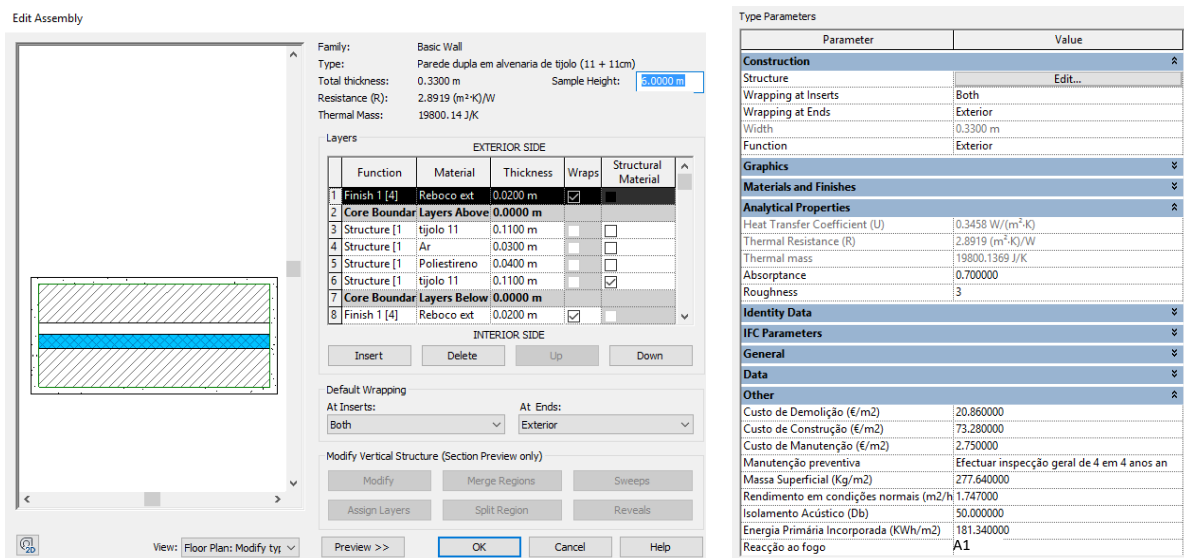 Edit Assembly
Family: Basic Wall
Type: Parede dupla em alvenaria de tijolo (11 + 11cm)
Total thickness: 0.3300 m Sample Height: 6.0000 m
Resistance (R): 2.8919 (m²·K)/W
Thermal Mass: 19800.14 J/K
Layers
EXTERIOR SIDE
Function Material Thickness Wraps Structural Material
1 Finish 1 [4] Reboco ext 0.0200 m
2 Core Boundar Layers Above 0.0000 m
3 Structure [1 tijolo 11 0.1100 m
4 Structure [1 Ar 0.0300 m
5 Structure [1 Poliestireno 0.0400 m
6 Structure [1 tijolo 11 0.1100 m
7 Core Boundar Layers Below 0.0000 m
8 Finish 1 [4] Reboco ext 0.0200 m
INTERIOR SIDE
Insert Delete Up Down
Default Wrapping
At Inserts: At Ends:
Both Exterior
Modify Vertical Structure (Section Preview only)
Modify Merge Regions Sweeps
Assign Layers Split Region Reveals
2D View: Floor Plan: Modify typ Preview >> OK Cancel Help
Type Parameters
Parameter Value
Construction
Structure Edit...
Wrapping at Inserts Both
Wrapping at Ends Exterior
Width 0.3300 m
Function Exterior
Graphics
Materials and Finishes
Analytical Properties
Heat Transfer Coefficient (U) 0.3458 W/(m²·K)
Thermal Resistance (R) 2.8919 (m²·K)/W
Thermal mass 19800.1369 J/K
Absorptance 0.700000
Roughness 3
Identity Data
IFC Parameters
General
Data
Other
Custo de Demolição (€/m2) 20.860000
Custo de Construção (€/m2) 73.280000
Custo de Manutenção (€/m2) 2.750000
Manutenção preventiva Efectuar inspecção geral de 4 em 4 anos an
Massa Superficial (Kg/m2) 277.640000
Rendimento em condições normais (m2/h 1.747000
Isolamento Acústico (Db) 50.000000
Energia Primária Incorporada (KWh/m2) 181.340000
Reacção ao fogo A1